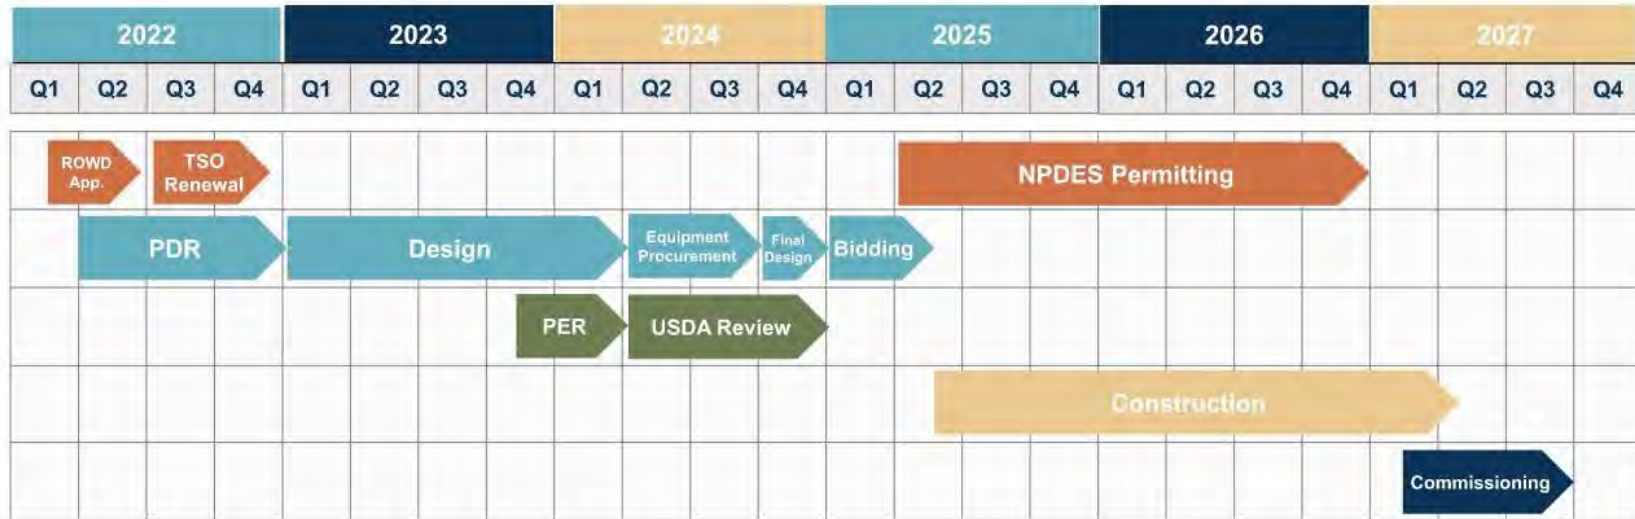 2022 2023 2024 2025 2026 2027
Q1 Q2 Q3 Q4 Q1 Q2 Q3 Q4 Q1 Q2 Q3 Q4 Q1 Q2 Q3 Q4 Q1 Q2 Q3 Q4 Q1 Q2 Q3 Q4
ROWD
App.
TSO
Renewal
NPDES Permitting
PDR
Design
Equipment
Procurement
Final
Design
Bidding
PER
USDA Review
Construction
Commissioning